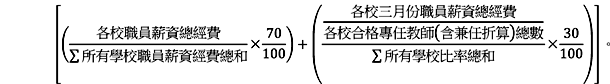 [(各校職員薪資總經費 / Σ所有學校職員薪資經費總和 × 70/100) + ((各校三月份職員薪資總經費 / 各校合格專任教師(含兼任折算)總數) / Σ所有學校比率總和 × 30/100)]。